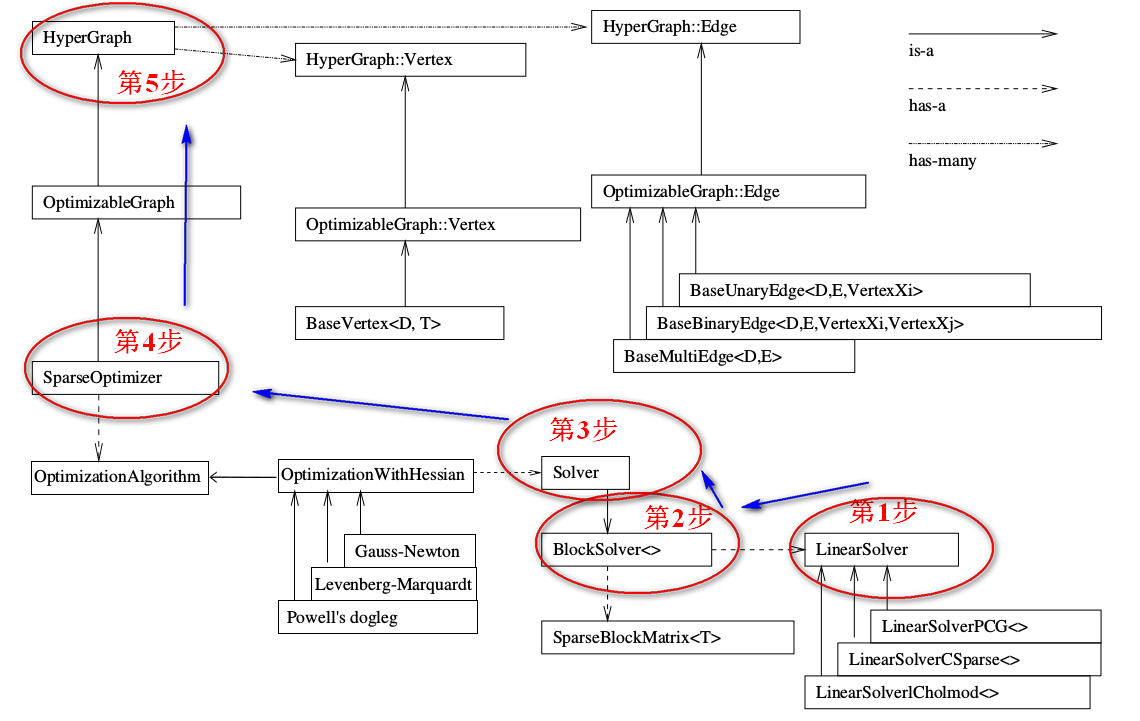 HyperGraph
第5步
HyperGraph::Edge
HyperGraph::Vertex
is-a
has-a
has-many
OptimizableGraph
OptimizableGraph::Edge
OptimizableGraph::Vertex
BaseUnaryEdge<D,E,VertexXi>
BaseBinaryEdge<D,E,VertexXi,VertexXj>
BaseMultiEdge<D,E>
BaseVertex<D, T>
第4步
SparseOptimizer
第3步
OptimizationAlgorithm
OptimizationWithHessian
Solver
第2步
第1步
Gauss-Newton
BlockSolver<>
LinearSolver
Levenberg-Marquardt
Powell's dogleg
SparseBlockMatrix<T>
LinearSolverPCG<>
LinearSolverCSparse<>
LinearSolverlCholmod<>